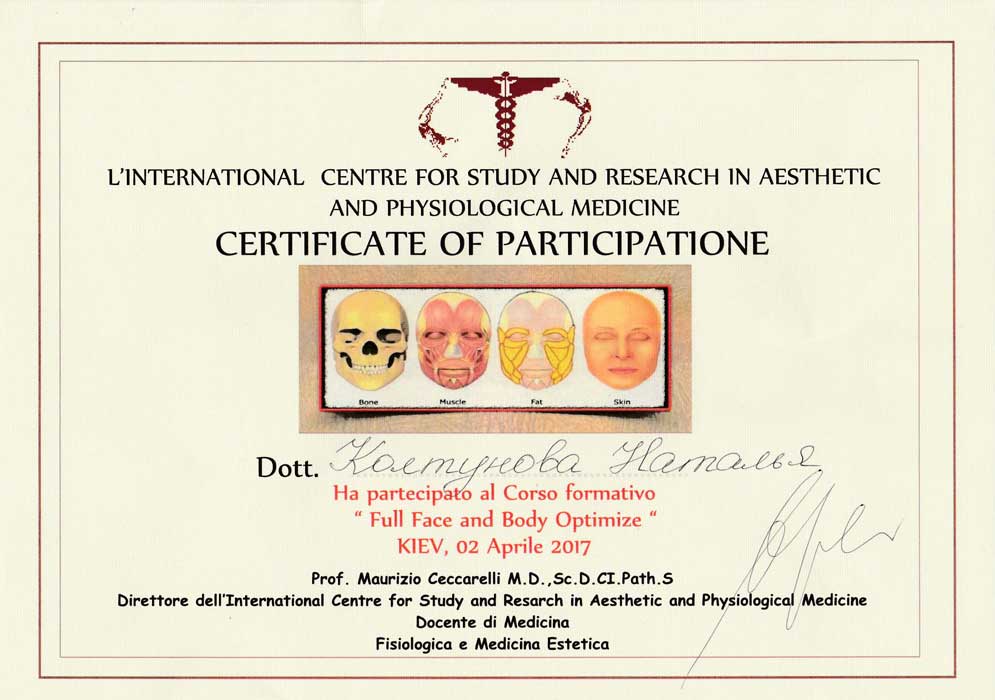 L'INTERNATIONAL CENTRE FOR STUDY AND RESEARCH IN AESTHETIC
AND PHYSIOLOGICAL MEDICINE
CERTIFICATE OF PARTICIPATIONE
Bone Muscle Fat Skin
Dott. Колтунова Наталья
Ha partecipato al Corso formativo
“ Full Face and Body Optimize “
KIEV, 02 Aprile 2017
Prof. Maurizio Ceccarelli M.D.,Sc.D.CI.Path.S
Direttore dell'International Centre for Study and Resarch in Aesthetic and Physiological Medicine
Docente di Medicina
Fisiologica e Medicina Estetica